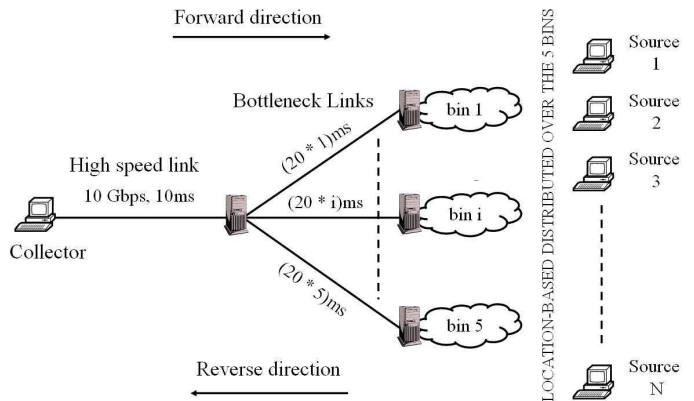 Forward direction
Bottleneck Links
High speed link
10 Gbps, 10ms
Collector
(20 * 1)ms
(20 * i)ms
(20 * 5)ms
bin 1
bin i
bin 5
Reverse direction
LOCATION-BASED DISTRIBUTED OVER THE 5 BINS
Source
1
Source
2
Source
3
Source
N